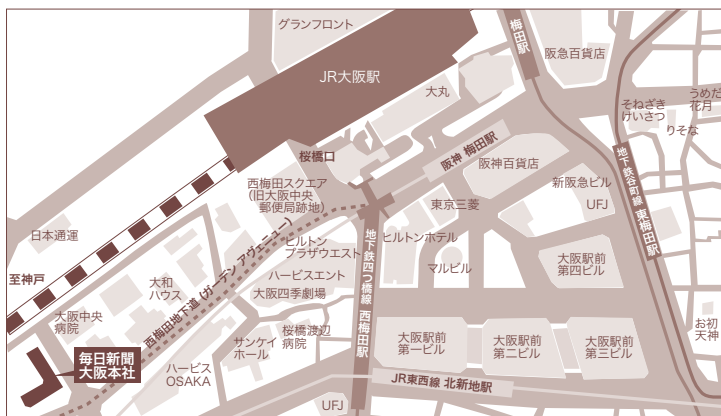 グランフロント
梅田駅
阪急百貨店
JR大阪駅
大丸
うめだ
花月
そねざき
けいさつ
りそな
桜橋口
阪神 梅田駅
阪神百貨店
西梅田スクエア
(旧大阪中央
郵便局跡地)
新阪急ビル
UFJ
地下鉄谷町線 東梅田駅
東京三菱
日本通運
至神戸
西梅田地下道 (ガーデン アヴェニュー)
ヒルトン
プラザウエスト
地下鉄四つ橋線 西梅田駅
ヒルトンホテル
マルビル
大阪駅前
第四ビル
大和
ハウス
ハービスエント
大阪四季劇場
大阪中央
病院
サンケイ
ホール
桜橋渡辺
病院
大阪駅前
第一ビル
大阪駅前
第二ビル
大阪駅前
第三ビル
お初
天神
毎日新聞
大阪本社
ハービス
OSAKA
JR東西線 北新地駅
UFJ